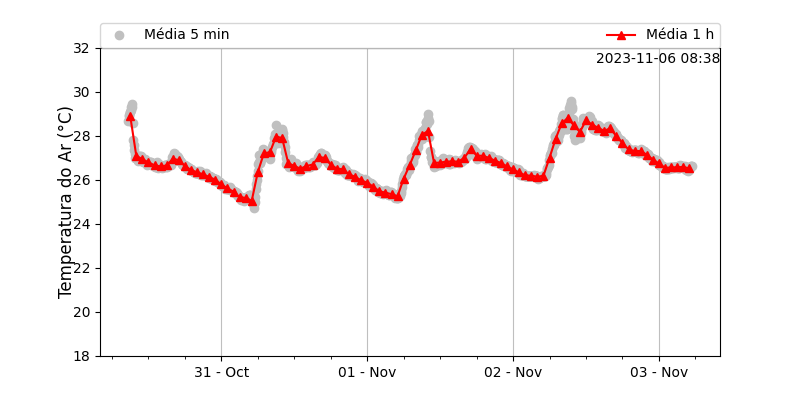 Média 5 min
Média 1 h
2023-11-06 08:38
Temperatura do Ar (°C)
32
30
28
26
24
22
20
18
31 - Oct
01 - Nov
02 - Nov
03 - Nov